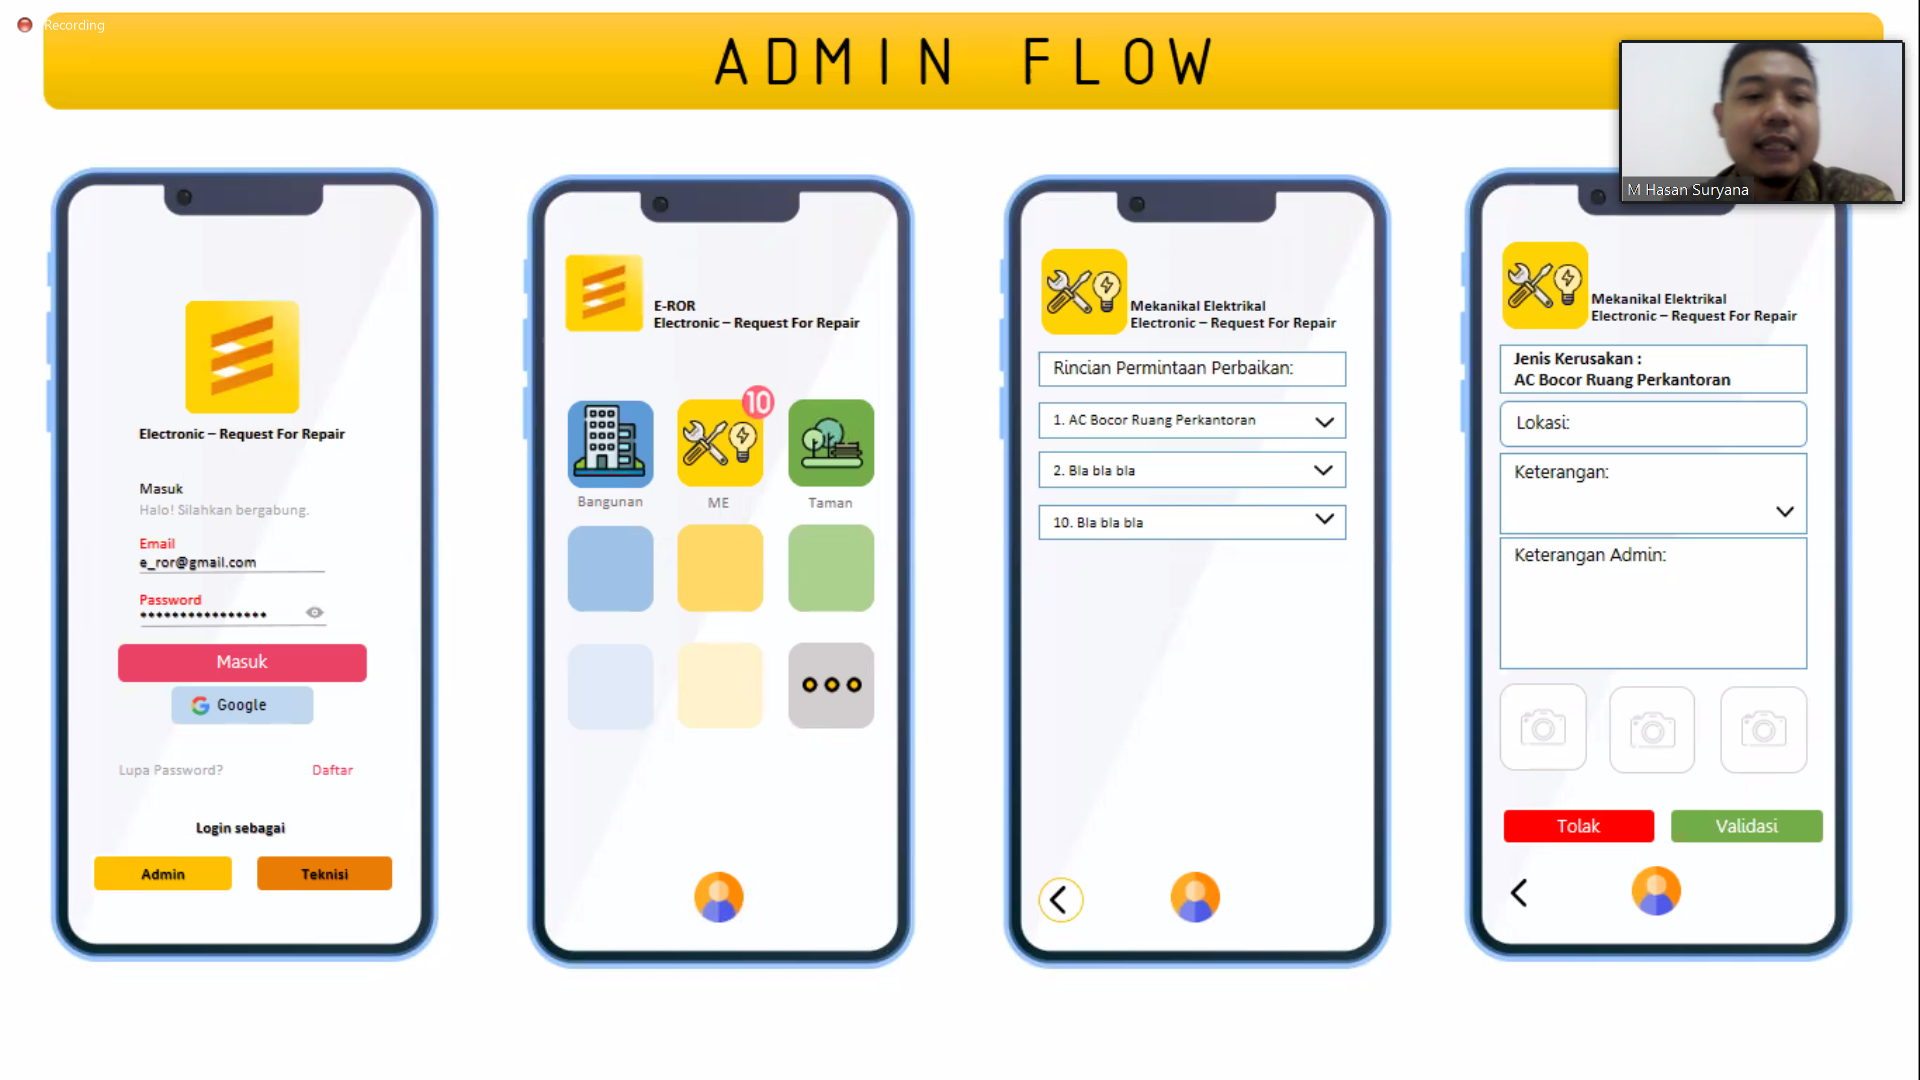 Recording
ADMIN FLOW
M Hasan Suryana
Electronic – Request For Repair
Masuk
Halo! Silahkan bergabung.
Email
e_ror@gmail.com
Password
****************
Masuk
Google
Lupa Password?
Daftar
Login sebagai
Admin
Teknisi
E-ROR
Electronic – Request For Repair
10
Bangunan
ME
Taman
Mekanikal Elektrikal
Electronic – Request For Repair
Rincian Permintaan Perbaikan:
1. AC Bocor Ruang Perkantoran
2. Bla bla bla
10. Bla bla bla
Mekanikal Elektrikal
Electronic – Request For Repair
Jenis Kerusakan :
AC Bocor Ruang Perkantoran
Lokasi:
Keterangan:
Keterangan Admin:
Tolak
Validasi